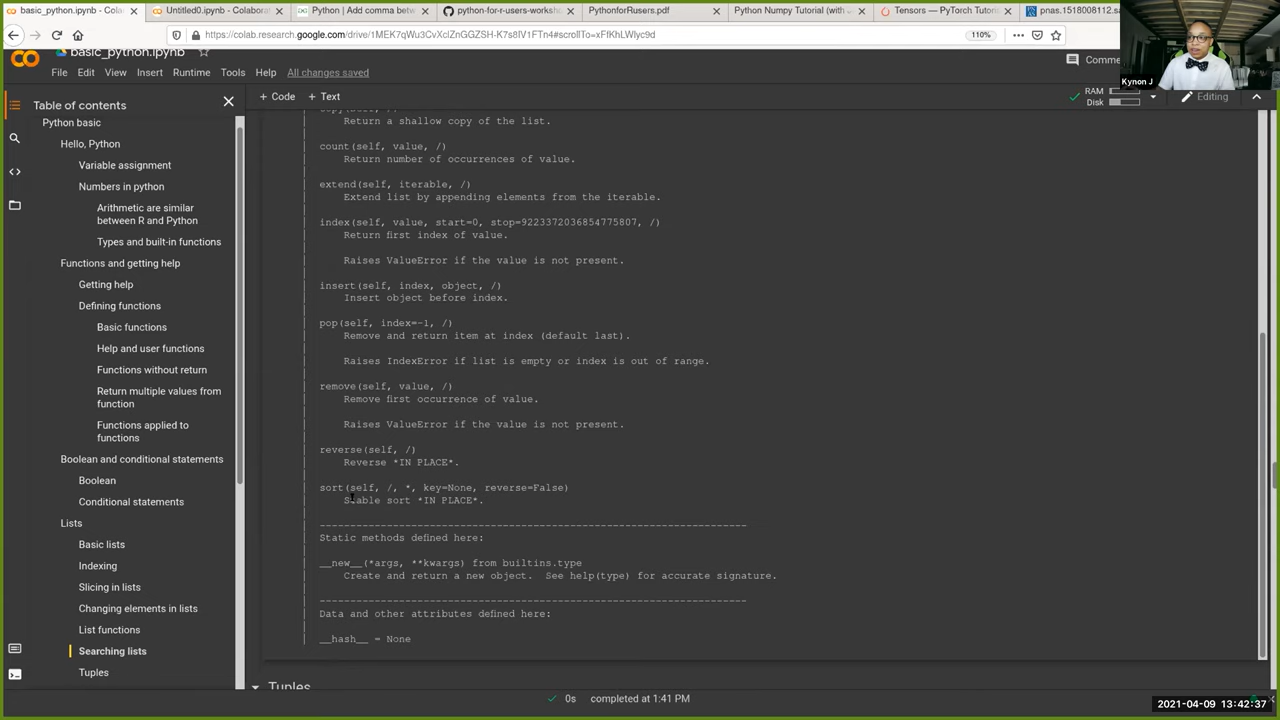 basic_python.ipynb - Colab
Untitled0.ipynb - Colaborat
Python | Add comma betw
python-for-r-users-worksho
PythonforRusers.pdf
Python Numpy Tutorial (with J
Tensors — PyTorch Tutori
pnas.1518008112.sa
https://colab.research.google.com/drive/1MEK7qWu3CvXclZnGGZSH-K7s8IV1FTn4#scrollTo=xFfKhLWlyc9d
110%
basic_python.ipynb
File Edit View Insert Runtime Tools Help All changes saved
Comme
Kynon J
Table of contents
+ Code + Text
RAM
Disk
Editing
Python basic
Hello, Python
Variable assignment
Numbers in python
Arithmetic are similar
between R and Python
Types and built-in functions
Functions and getting help
Getting help
Defining functions
Basic functions
Help and user functions
Functions without return
Return multiple values from
function
Functions applied to
functions
Boolean and conditional statements
Boolean
Conditional statements
Lists
Basic lists
Indexing
Slicing in lists
Changing elements in lists
List functions
Searching lists
Tuples
Return a shallow copy of the list.
count(self, value, /)
Return number of occurrences of value.
extend(self, iterable, /)
Extend list by appending elements from the iterable.
index(self, value, start=0, stop=9223372036854775807, /)
Return first index of value.
Raises ValueError if the value is not present.
insert(self, index, object, /)
Insert object before index.
pop(self, index=-1, /)
Remove and return item at index (default last).
Raises IndexError if list is empty or index is out of range.
remove(self, value, /)
Remove first occurrence of value.
Raises ValueError if the value is not present.
reverse(self, /)
Reverse *IN PLACE*.
sort(self, /, *, key=None, reverse=False)
Stable sort *IN PLACE*.
----------------------------------------------------------------------
Static methods defined here:
__new__(*args, **kwargs) from builtins.type
Create and return a new object.  See help(type) for accurate signature.
----------------------------------------------------------------------
Data and other attributes defined here:
__hash__ = None
Tuples
0s completed at 1:41 PM
2021-04-09 13:42:37